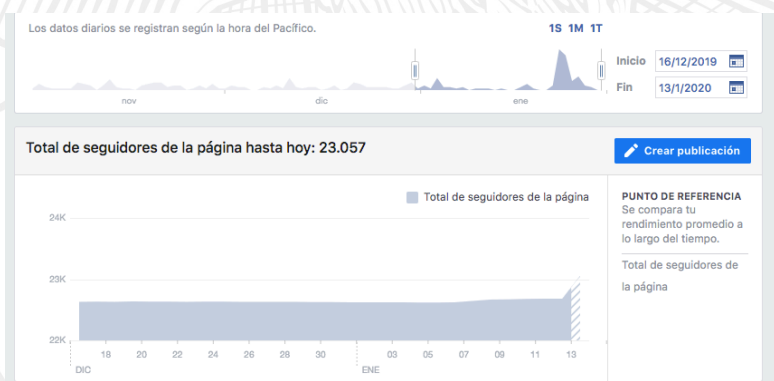 Los datos diarios se registran según la hora del Pacífico.
1S 1M 1T
Inicio 16/12/2019
Fin 13/1/2020
nov dic ene
Total de seguidores de la página hasta hoy: 23.057
Crear publicación
Total de seguidores de la página
24K
23K
22K
18 20 22 24 26 28 30 03 05 07 09 11 13
DIC ENE
PUNTO DE REFERENCIA
Se compara tu
rendimiento promedio a
lo largo del tiempo.
Total de seguidores de
la página